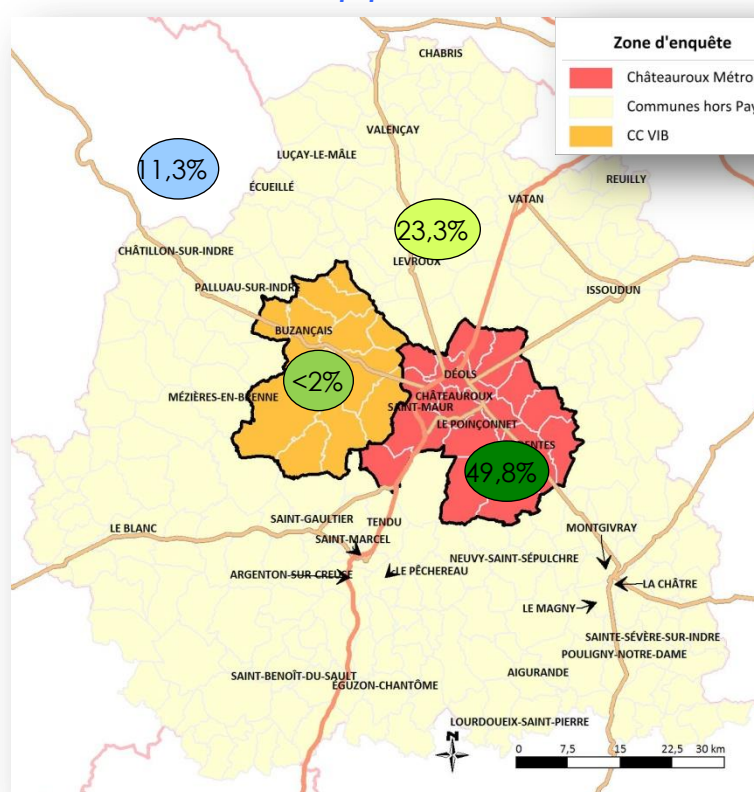 Zone d'enquête
Châteauroux Métro
Communes hors Pay
CC VIB
CHABRIS
VALENÇAY
LUÇAY-LE-MÂLE
ÉCUEILLÉ
11,3%
REUILLY
VATAN
23,3%
LEVROUX
CHÂTILLON-SUR-INDRE
PALLUAU-SUR-INDRE
ISSOUDUN
BUZANÇAIS
<2%
DÉOLS
CHÂTEAUROUX
SAINT-MAUR
MÉZIÈRES-EN-BRENNE
LE POINÇONNET
49,8%
LE BLANC
SAINT-GAULTIER
TENDU
SAINT-MARCEL
MONTGIVRAY
NEUVY-SAINT-SÉPULCHRE
ARGENTON-SUR-CREUSE
LE PÊCHEREAU
LA CHÂTRE
LE MAGNY
SAINTE-SÉVÈRE-SUR-INDRE
POULIGNY-NOTRE-DAME
SAINT-BENOÎT-DU-SAULT
ÉGUZON-CHANTÔME
AIGURANDE
LOURDOUEIX-SAINT-PIERRE
N
0 7,5 15 22,5 30 km